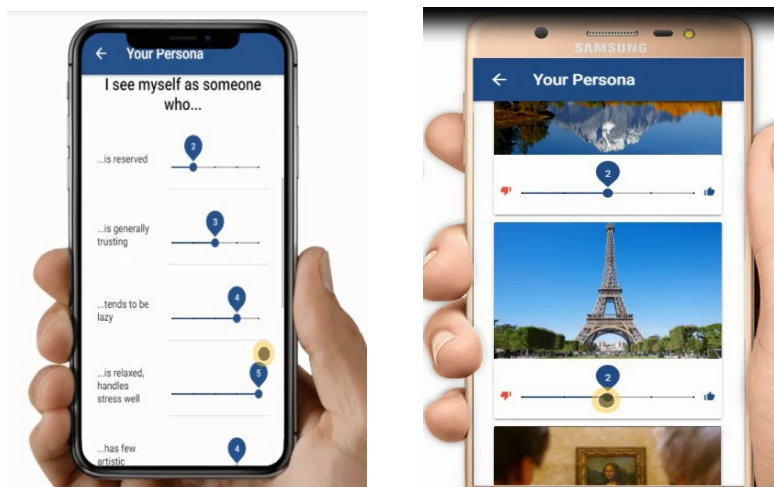 ← Your Persona
I see myself as someone
who...
2
...is reserved
3
...is generally
trusting
4
...tends to be
lazy
5
...is relaxed,
handles
stress well
4
...has few
artistic
SAMSUNG
← Your Persona
2
2